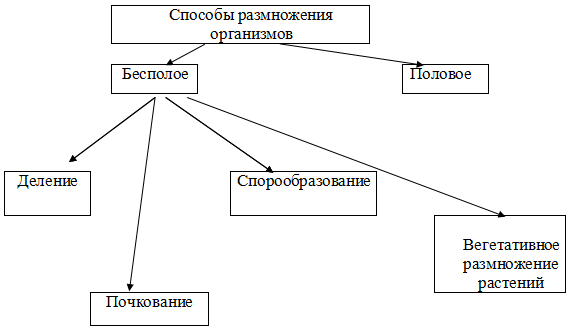 Способы размножения
организмов
Бесполое
Половое
Деление
Спорообразование
Вегетативное
размножение
растений
Почкование